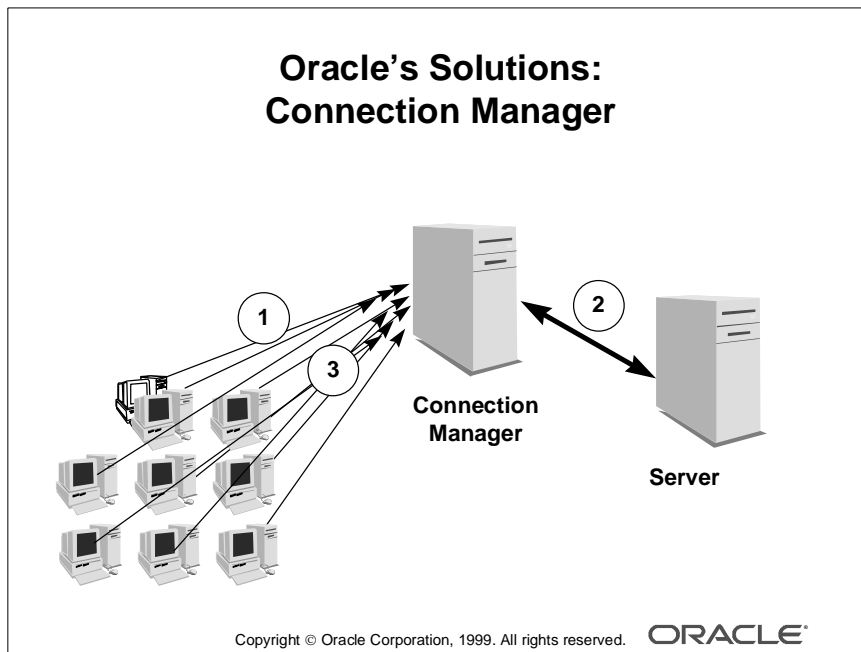 Oracle's Solutions:
Connection Manager
1
2
3
Connection
Manager
Server
Copyright © Oracle Corporation, 1999. All rights reserved.
ORACLE®